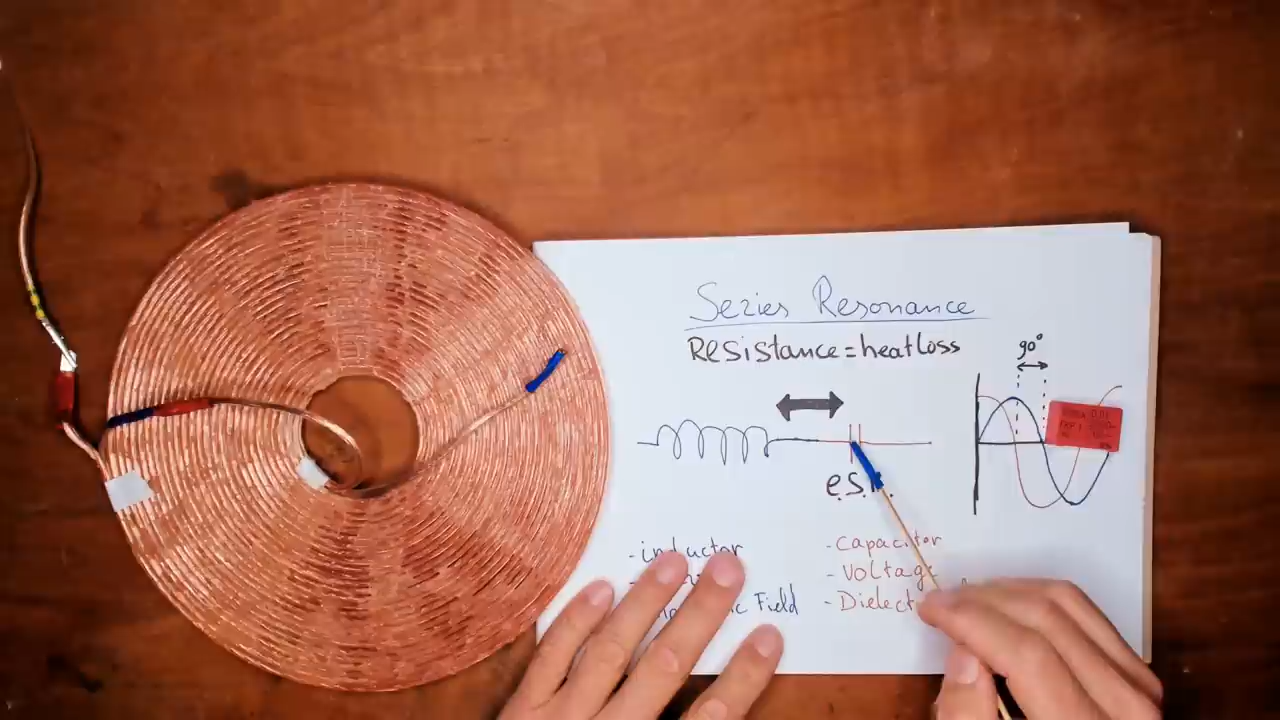 Series Resonance
Resistance=heatloss
90°
e.s.
-inductor
-Capacitor
-Voltage
Field
-Dielect